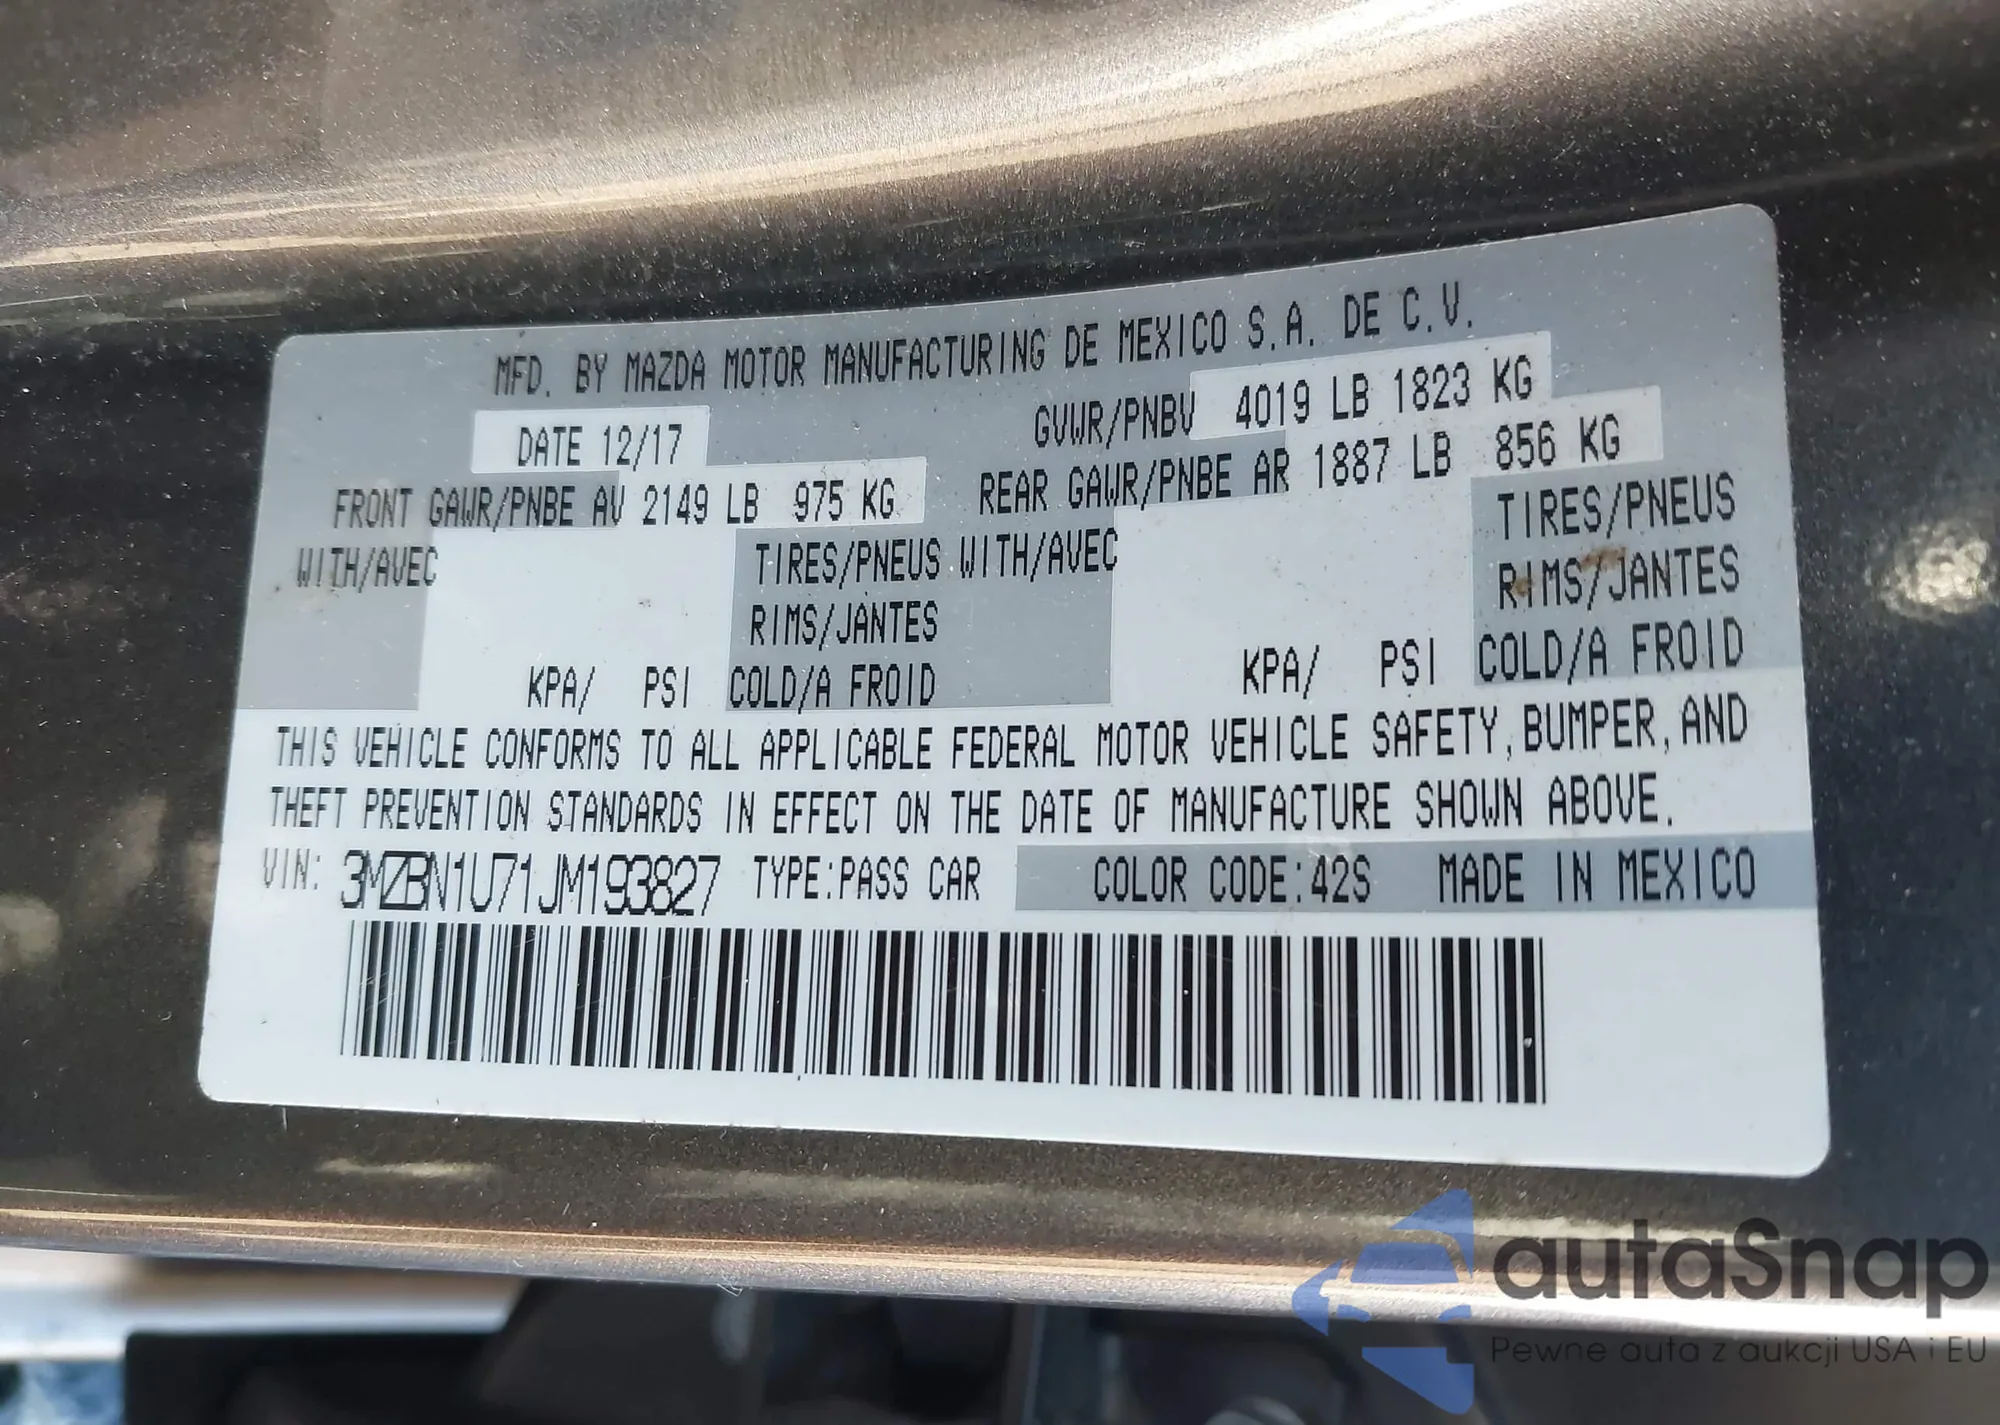 MFD. BY MAZDA MOTOR MANUFACTURING DE MEXICO S.A. DE C.V.
DATE 12/17 GVWR/PNBV 4019 LB 1823 KG
FRONT GAWR/PNBE AV 2149 LB 975 KG REAR GAWR/PNBE AR 1887 LB 856 KG
WITH/AVEC TIRES/PNEUS WITH/AVEC TIRES/PNEUS
RIMS/JANTES RIMS/JANTES
KPA/ PSI COLD/A FROID KPA/ PSI COLD/A FROID
THIS VEHICLE CONFORMS TO ALL APPLICABLE FEDERAL MOTOR VEHICLE SAFETY, BUMPER, AND
THEFT PREVENTION STANDARDS IN EFFECT ON THE DATE OF MANUFACTURE SHOWN ABOVE.
VIN: 3MZBN1U71JM193827 TYPE:PASS CAR COLOR CODE:42S MADE IN MEXICO
autaSnap
Pewne auta z aukcji USA i EU